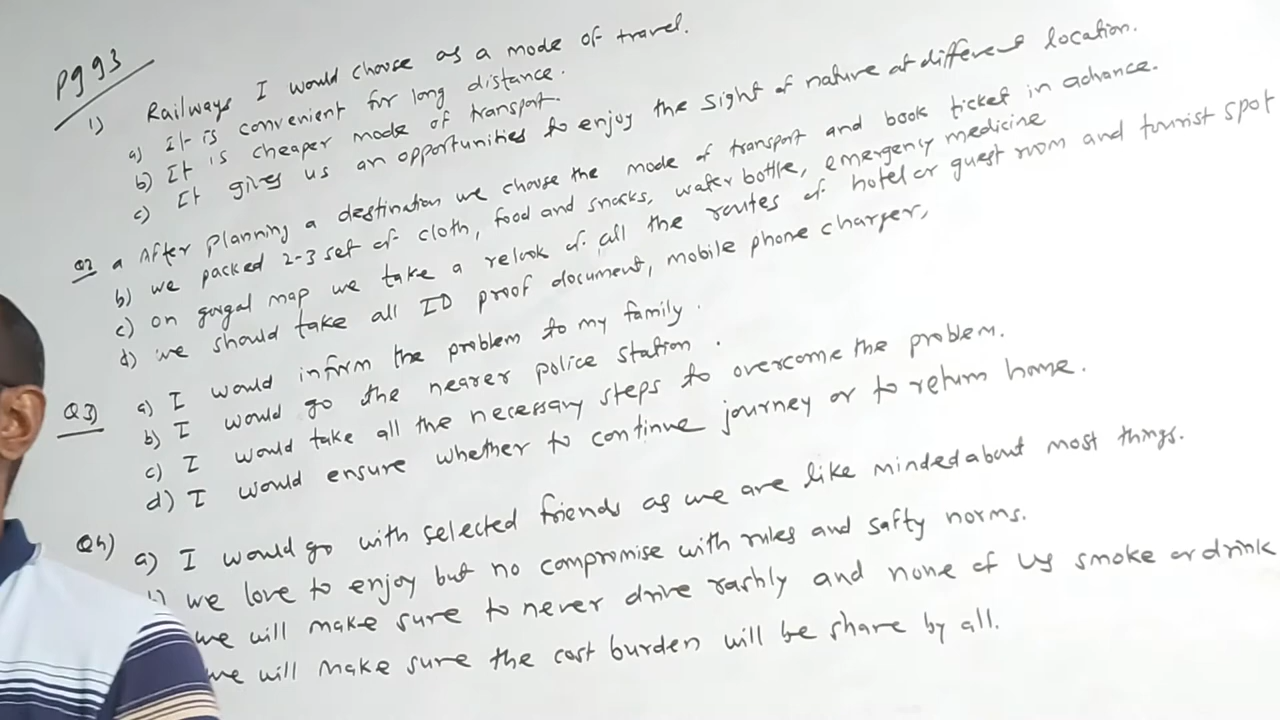 Pg 93
1) Railways I would choose as a mode of travel.
a) It is convenient for long distance.
b) It is cheaper mode of transport.
c) It gives us an opportunities to enjoy the sight of nature at different location.
Q2 a After planning a destination we choose the mode of transport and book ticket in advance.
b) we packed 2-3 set of cloth, food and snacks, water bottle, emergency medicine
c) on googal map we take a relook of all the routes of hotel or guest room and tourist spot
d) we should take all ID proof document, mobile phone charger,
Q3) a) I would inform the problem to my family.
b) I would go the nearer police station.
c) I would take all the necessary steps to overcome the problem.
d) I would ensure whether to continue journey or to return home.
Q4) a) I would go with selected friends as we are like minded about most things.
we love to enjoy but no compromise with rules and safty norms.
we will make sure to never drive rashly and none of us smoke or drink
we will make sure the cost burden will be share by all.